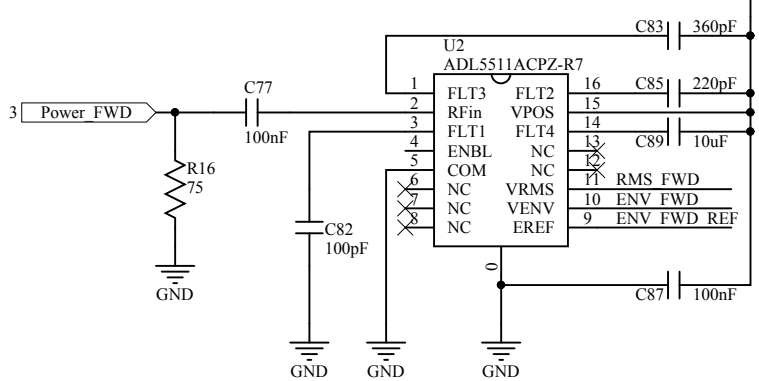 C83 360pF
U2
ADL5511ACPZ-R7
C77
100nF
3 Power_FWD
R16
75
GND
C82
100pF
GND
GND
1 FLT3
2 RFin
3 FLT1
4 ENBL
5 COM
6 NC
7 NC
8 NC
FLT2 16
VPOS 15
FLT4 14
NC 13
NC 12
VRMS 11
VENV 10
EREF 9
0
C85 220pF
C89 10uF
RMS_FWD
ENV_FWD
ENV_FWD_REF
C87 100nF
GND